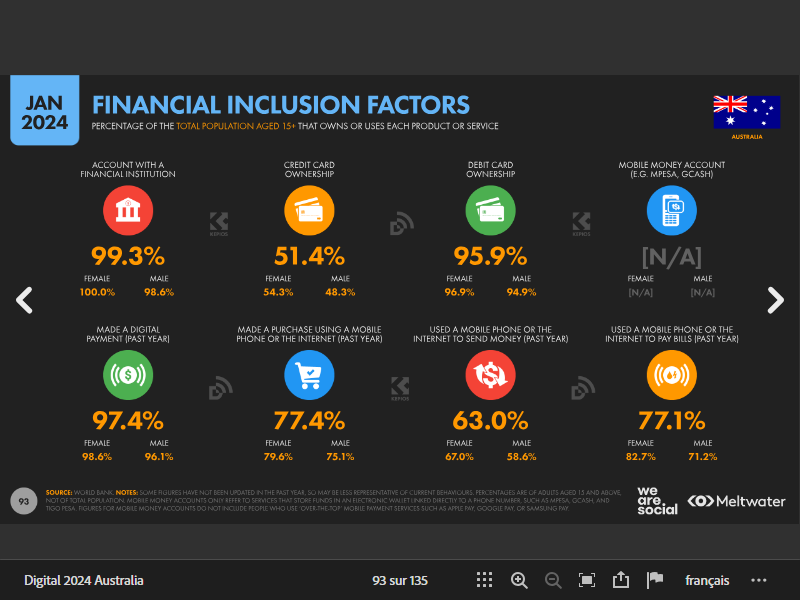 JAN
2024
FINANCIAL INCLUSION FACTORS
PERCENTAGE OF THE TOTAL POPULATION AGED 15+ THAT OWNS OR USES EACH PRODUCT OR SERVICE
AUSTRALIA
ACCOUNT WITH A
FINANCIAL INSTITUTION
99.3%
FEMALE MALE
100.0% 98.6%
CREDIT CARD
OWNERSHIP
51.4%
FEMALE MALE
54.3% 48.3%
DEBIT CARD
OWNERSHIP
95.9%
FEMALE MALE
96.9% 94.9%
MOBILE MONEY ACCOUNT
(E.G. MPESA, GCASH)
[N/A]
FEMALE MALE
[N/A] [N/A]
KEPIOS
KEPIOS
MADE A DIGITAL
PAYMENT (PAST YEAR)
97.4%
FEMALE MALE
98.6% 96.1%
MADE A PURCHASE USING A MOBILE
PHONE OR THE INTERNET (PAST YEAR)
77.4%
FEMALE MALE
79.6% 75.1%
USED A MOBILE PHONE OR THE
INTERNET TO SEND MONEY (PAST YEAR)
63.0%
FEMALE MALE
67.0% 58.6%
USED A MOBILE PHONE OR THE
INTERNET TO PAY BILLS (PAST YEAR)
77.1%
FEMALE MALE
82.7% 71.2%
KEPIOS
93
SOURCE: WORLD BANK. NOTES: SOME FIGURES HAVE NOT BEEN UPDATED IN THE PAST YEAR, SO MAY BE LESS REPRESENTATIVE OF CURRENT BEHAVIOURS. PERCENTAGES ARE OF ADULTS AGED 15 AND ABOVE,
NOT OF TOTAL POPULATION. MOBILE MONEY ACCOUNTS ONLY REFER TO SERVICES THAT STORE FUNDS IN AN ELECTRONIC WALLET LINKED DIRECTLY TO A PHONE NUMBER, SUCH AS MPESA, GCASH, AND
TIGO PESA. FIGURES FOR MOBILE MONEY ACCOUNTS DO NOT INCLUDE PEOPLE WHO USE 'OVER-THE-TOP' MOBILE PAYMENT SERVICES SUCH AS APPLE PAY, GOOGLE PAY, OR SAMSUNG PAY.
we
are.
social
Meltwater
Digital 2024 Australia
93 sur 135
français